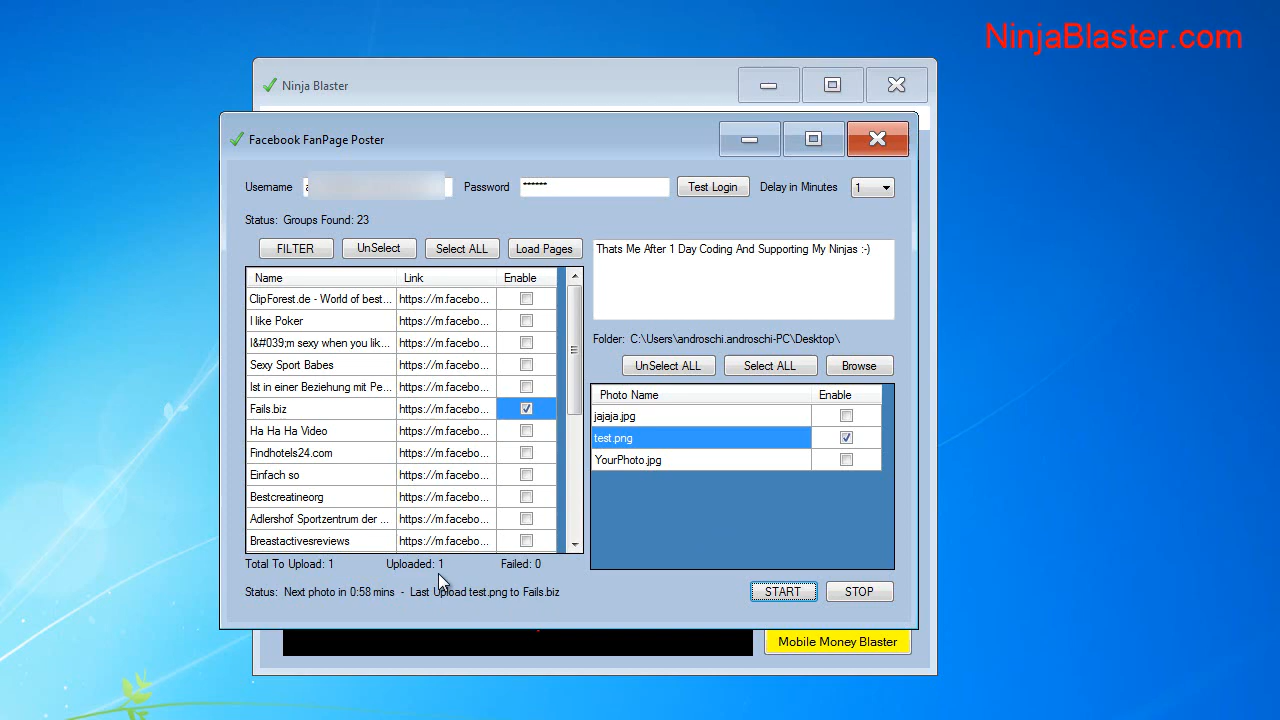 NinjaBlaster.com
Ninja Blaster
Facebook FanPage Poster
Username a Password ****** Test Login Delay in Minutes 1
Status: Groups Found: 23
FILTER UnSelect Select ALL Load Pages
Thats Me After 1 Day Coding And Supporting My Ninjas :-)
Name Link Enable
ClipForest.de - World of best... https://m.facebo...
I like Poker https://m.facebo...
I&#039;m sexy when you lik... https://m.facebo...
Sexy Sport Babes https://m.facebo...
Ist in einer Beziehung mit Pe... https://m.facebo...
Fails.biz https://m.facebo...
Ha Ha Ha Video https://m.facebo...
Findhotels24.com https://m.facebo...
Einfach so https://m.facebo...
Bestcreatineorg https://m.facebo...
Adlershof Sportzentrum der ... https://m.facebo...
Breastactivesreviews https://m.facebo...
Folder: C:\Users\androschi.androschi-PC\Desktop\
UnSelect ALL Select ALL Browse
Photo Name Enable
jajaja.jpg
test.png
YourPhoto.jpg
Total To Upload: 1 Uploaded: 1 Failed: 0
Status: Next photo in 0:58 mins - Last Upload test.png to Fails.biz
START STOP
Mobile Money Blaster